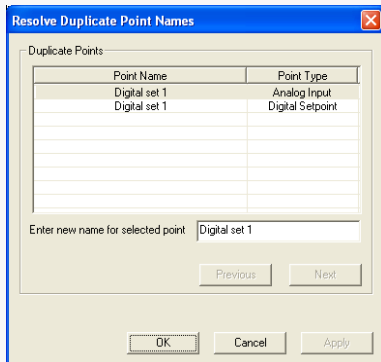 Resolve Duplicate Point Names
Duplicate Points
Point Name Point Type
Digital set 1 Analog Input
Digital set 1 Digital Setpoint
Enter new name for selected point Digital set 1
Previous Next
OK Cancel Apply